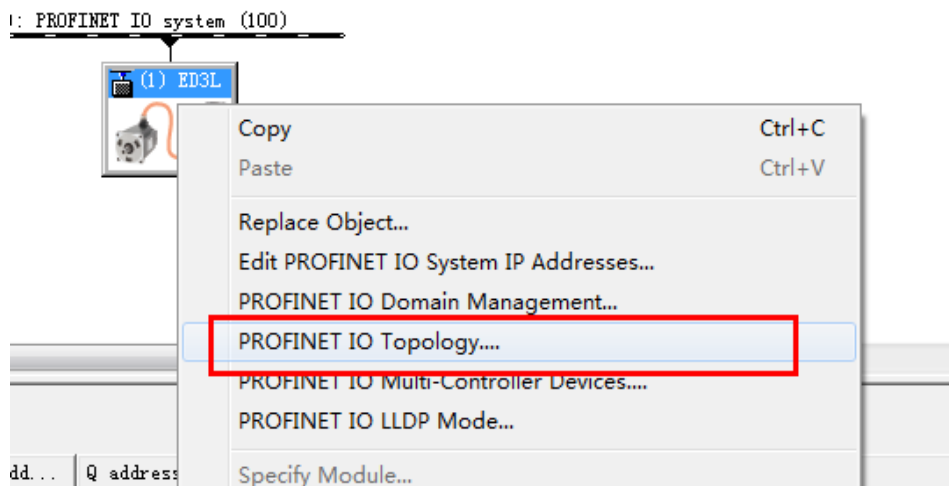 : PROFINET IO system (100)
(1) ED3L
Copy Ctrl+C
Paste Ctrl+V
Replace Object...
Edit PROFINET IO System IP Addresses...
PROFINET IO Domain Management...
PROFINET IO Topology....
PROFINET IO Multi-Controller Devices....
PROFINET IO LLDP Mode...
dd... Q address
Specify Module...